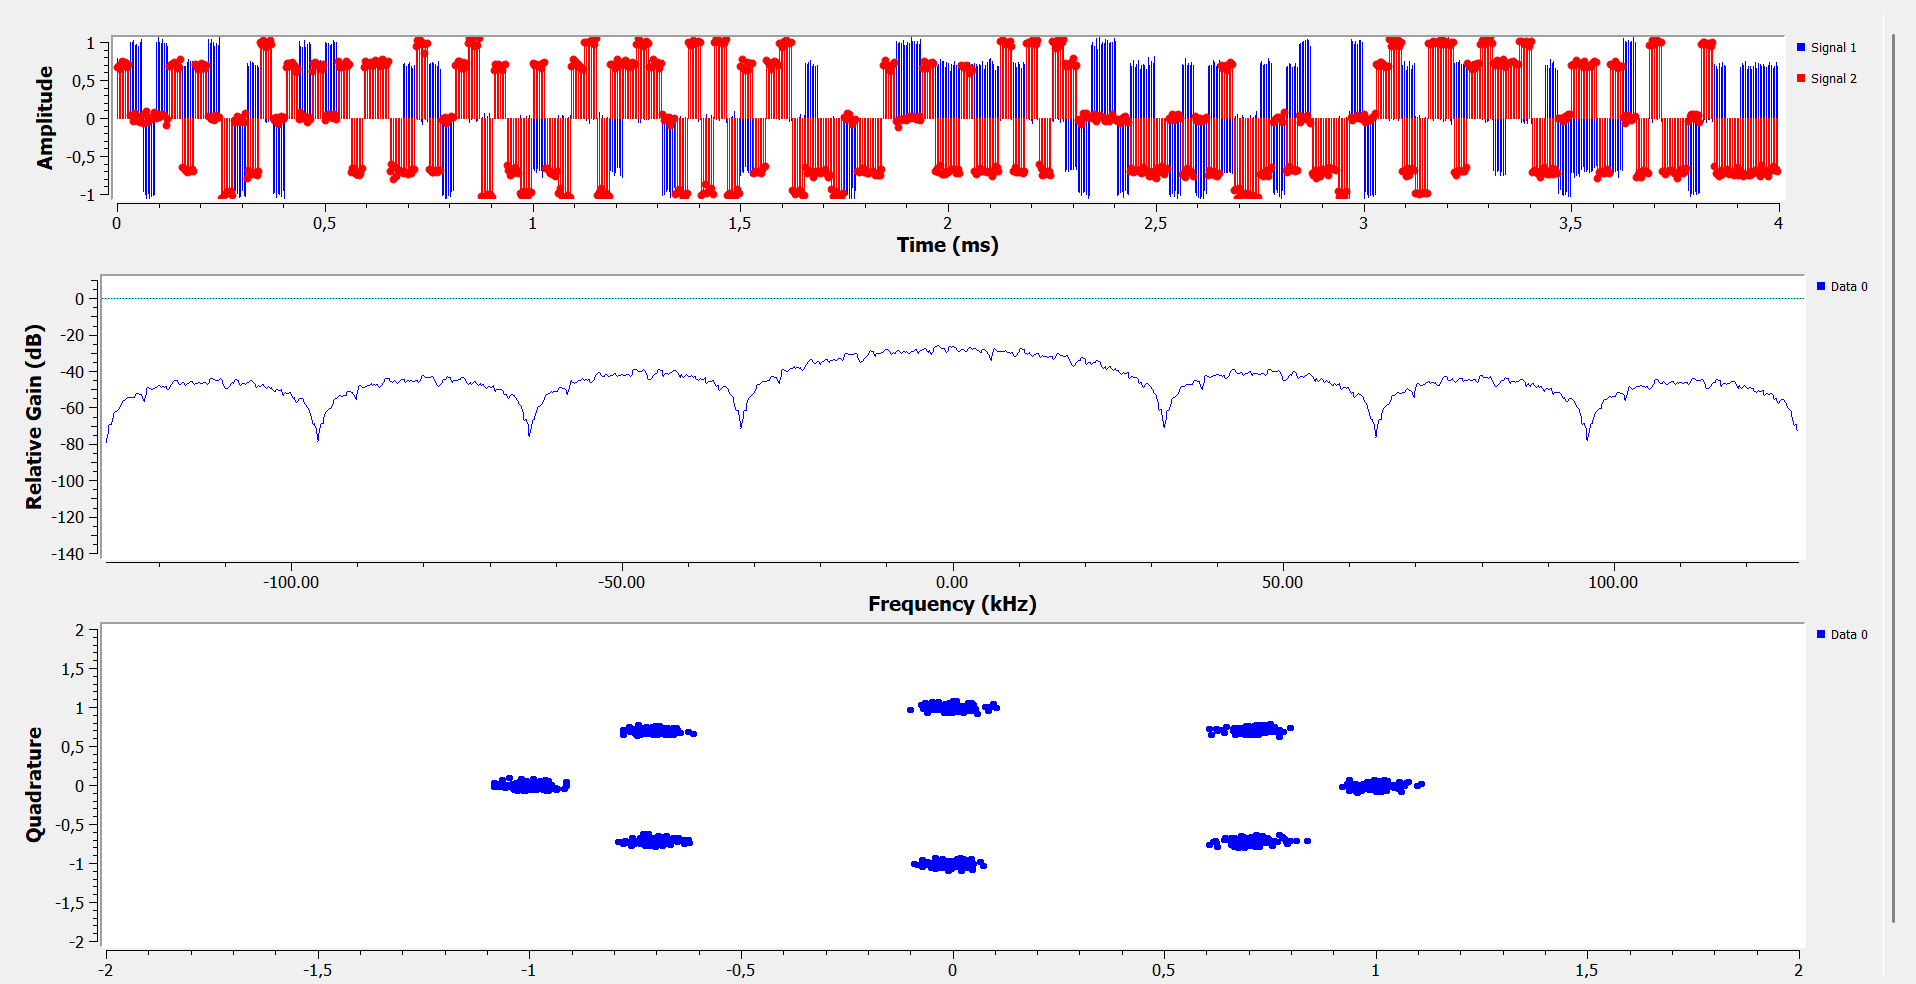 Amplitude
1
0,5
0
-0,5
-1
0 0,5 1 1,5 2 2,5 3 3,5 4
Time (ms)
Signal 1
Signal 2
Relative Gain (dB)
0
-20
-40
-60
-80
-100
-120
-140
-100.00 -50.00 0.00 50.00 100.00
Frequency (kHz)
Data 0
Quadrature
2
1,5
1
0,5
0
-0,5
-1
-1,5
-2
-2 -1,5 -1 -0,5 0 0,5 1 1,5 2
Data 0